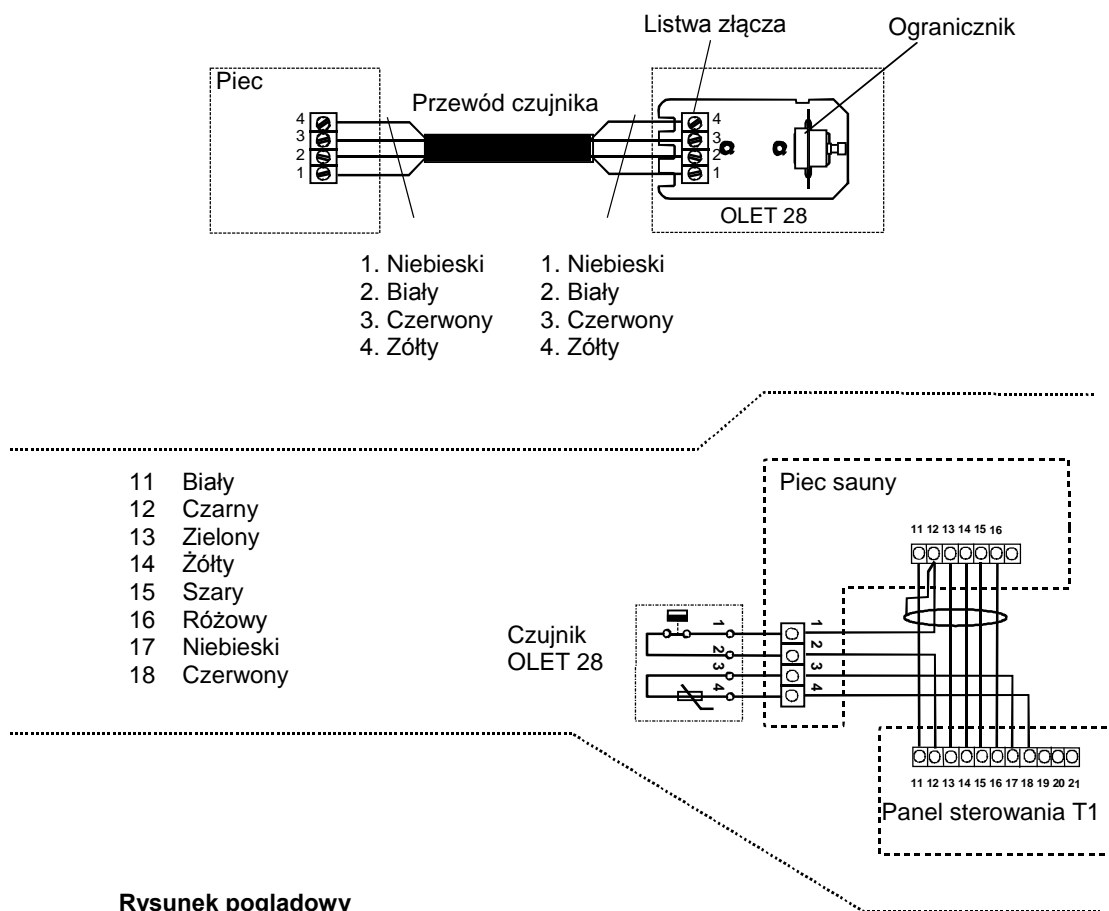 Listwa złącza
Ogranicznik
Piec
Przewód czujnika
4
3
2
1
4
3
2
1
OLET 28
1. Niebieski
2. Biały
3. Czerwony
4. Zółty
1. Niebieski
2. Biały
3. Czerwony
4. Zółty
11 Biały
12 Czarny
13 Zielony
14 Żółty
15 Szary
16 Różowy
17 Niebieski
18 Czerwony
Piec sauny
11 12 13 14 15 16
Czujnik
OLET 28
1
2
3
4
1
2
3
4
11 12 13 14 15 16 17 18 19 20 21
Panel sterowania T1
Rysunek poglądowy